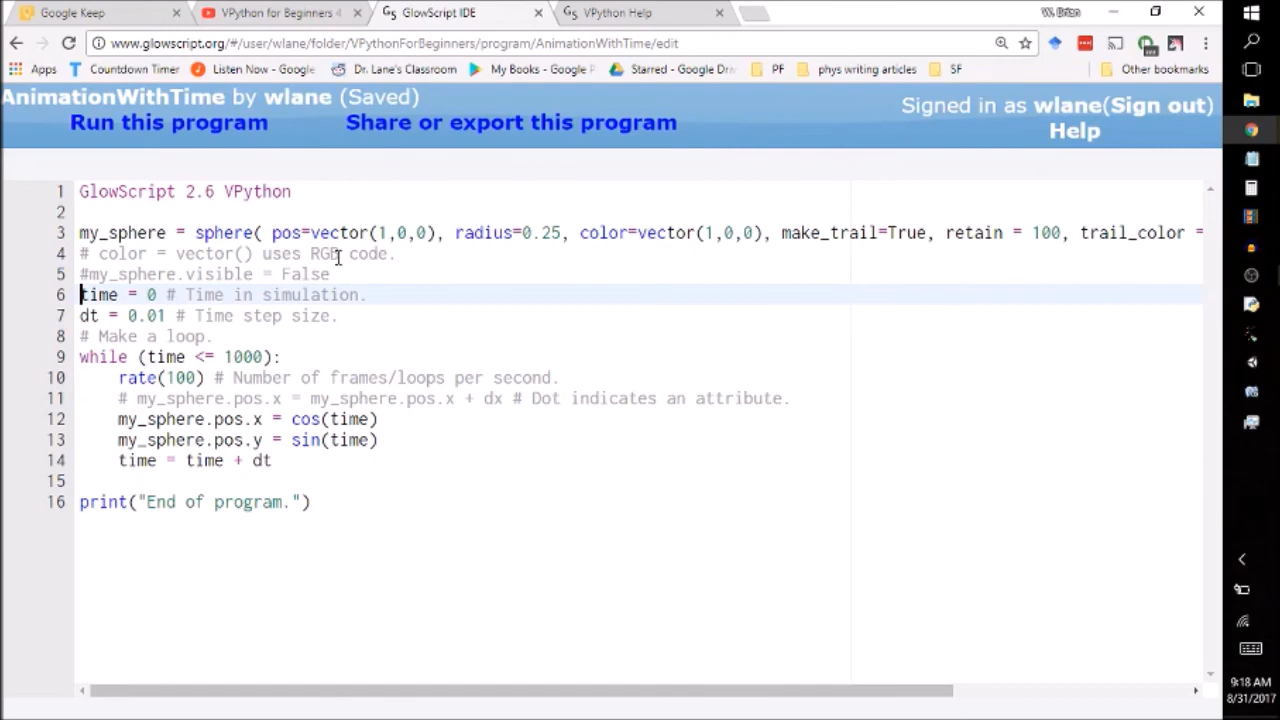 Google Keep
VPython for Beginners 4
GlowScript IDE
VPython Help
W. Brian
www.glowscript.org/#/user/wlane/folder/VPythonForBeginners/program/AnimationWithTime/edit
Apps
Countdown Timer
Listen Now - Google
Dr. Lane's Classroom
My Books - Google P
Starred - Google Driv
PF
phys writing articles
SF
Other bookmarks
AnimationWithTime by wlane (Saved)
Signed in as wlane(Sign out)
Run this program
Share or export this program
Help
1 GlowScript 2.6 VPython
2
3 my_sphere = sphere( pos=vector(1,0,0), radius=0.25, color=vector(1,0,0), make_trail=True, retain = 100, trail_color =
4 # color = vector() uses RGB code.
5 #my_sphere.visible = False
6 time = 0 # Time in simulation.
7 dt = 0.01 # Time step size.
8 # Make a loop.
9 while (time <= 1000):
10 rate(100) # Number of frames/loops per second.
11 # my_sphere.pos.x = my_sphere.pos.x + dx # Dot indicates an attribute.
12 my_sphere.pos.x = cos(time)
13 my_sphere.pos.y = sin(time)
14 time = time + dt
15
16 print("End of program.")
9:18 AM
8/31/2017